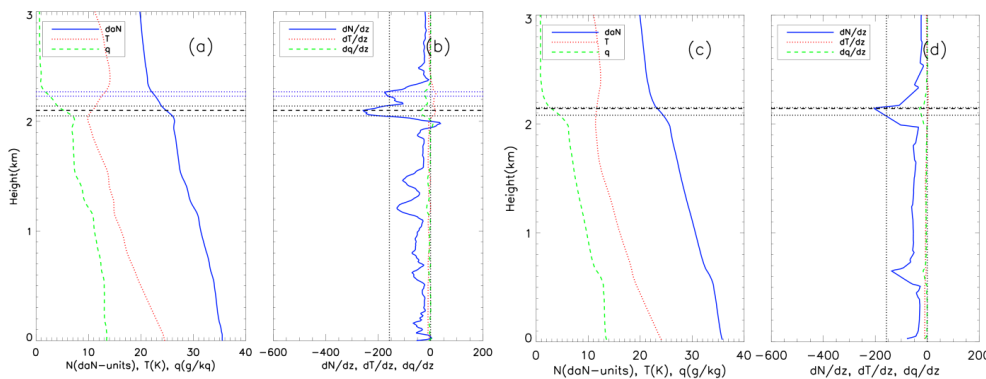 3
2
1
0
Height(km)
daN
T
q
(a)
0 10 20 30 40
N(daN-units), T(K), q(g/kg)
dN/dz
dT/dz
dq/dz
(b)
-600 -400 -200 0 200
dN/dz, dT/dz, dq/dz
3
2
1
0
Height(km)
daN
T
q
(c)
0 10 20 30 40
N(daN-units), T(K), q(g/kg)
dN/dz
dT/dz
dq/dz
(d)
-600 -400 -200 0 200
dN/dz, dT/dz, dq/dz